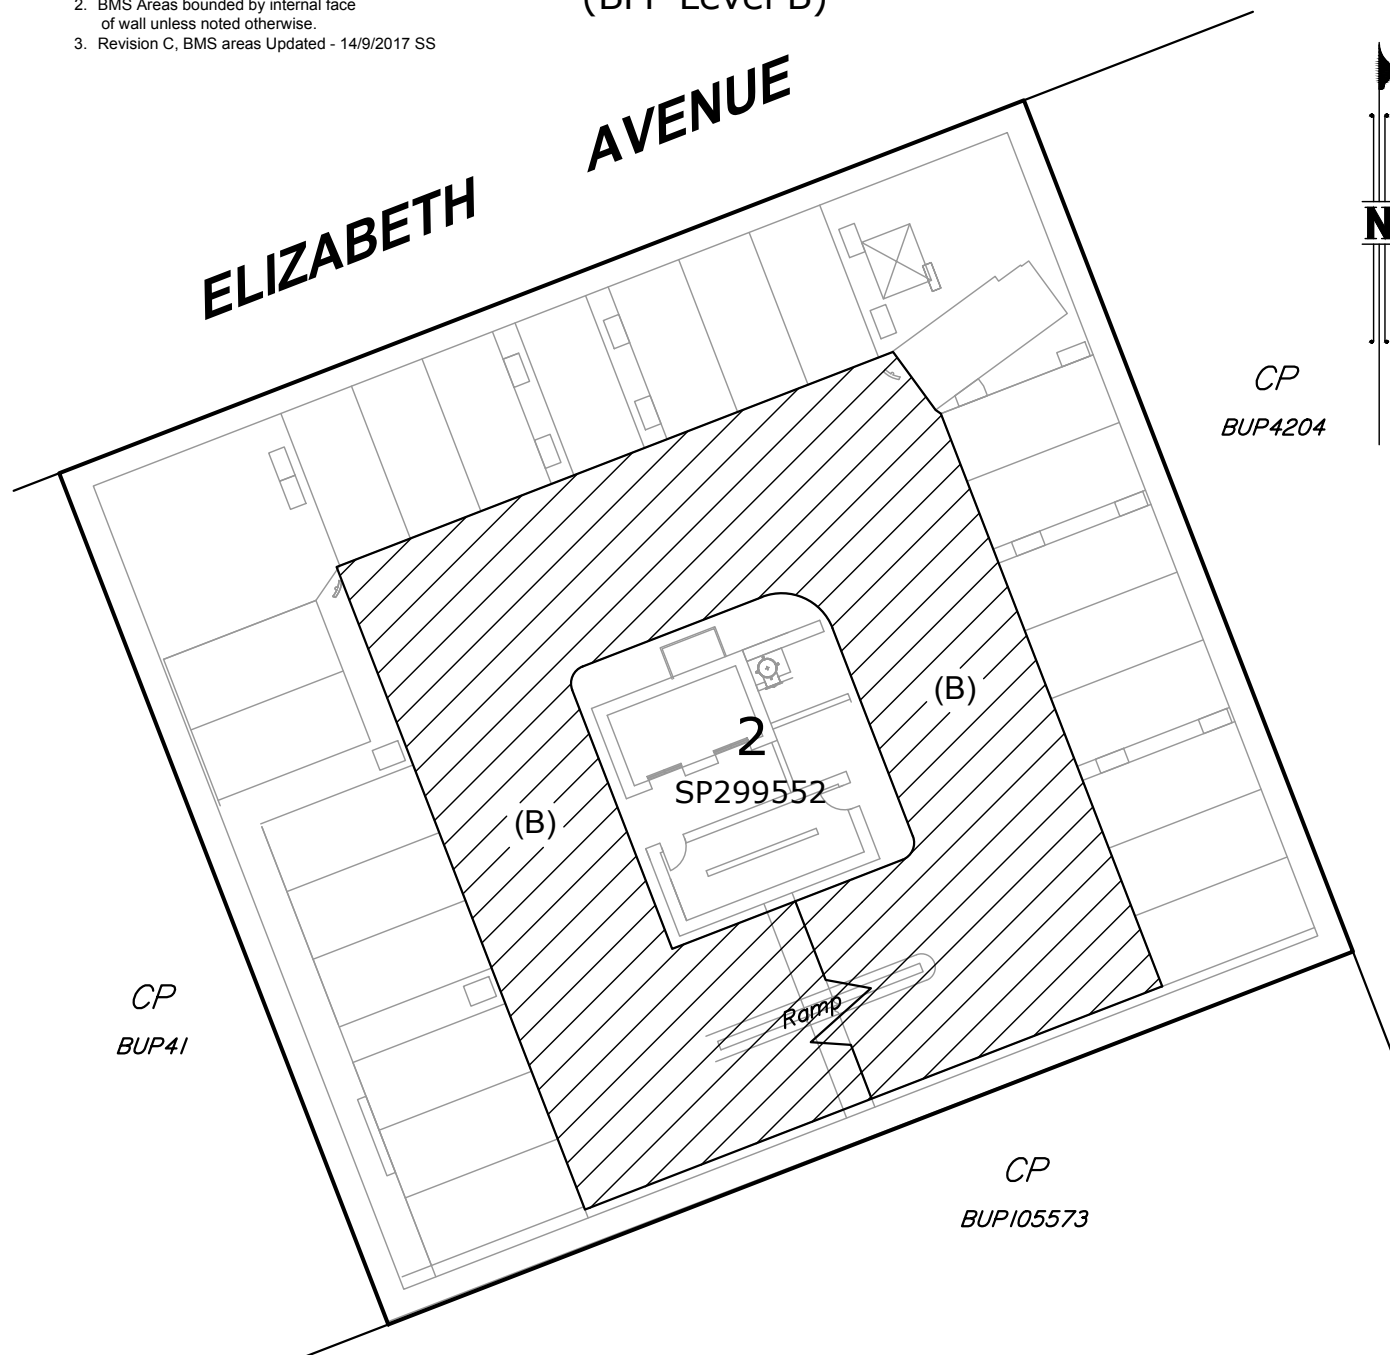 2. BMS Areas bounded by internal face
of wall unless noted otherwise.
3. Revision C, BMS areas Updated - 14/9/2017 SS
ELIZABETH AVENUE
N
CP
BUP4204
(B)
2
SP299552
(B)
CP
BUP41
Ramp
CP
BUP105573